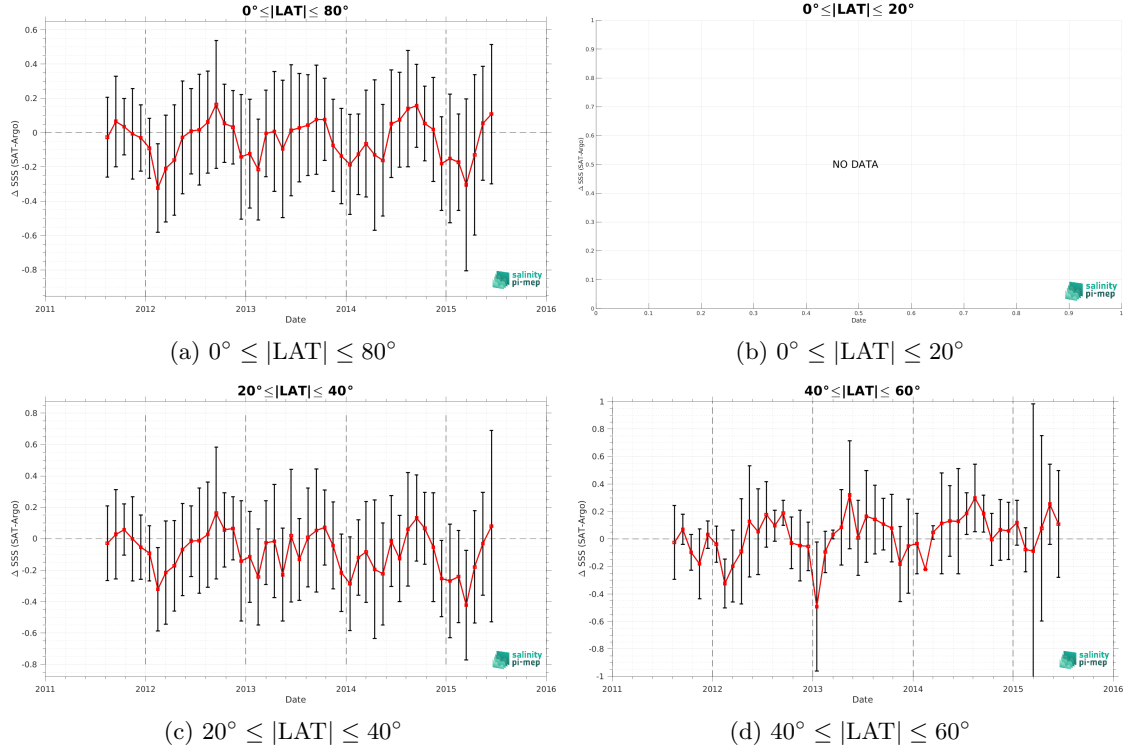 0°≤|LAT|≤ 80°
0.6
0.4
0.2
0
-0.2
-0.4
-0.6
-0.8
Δ SSS (SAT-Argo)
2011 2012 2013 2014 2015 2016
Date
salinity
pi-mep
(a) 0° ≤ |LAT| ≤ 80°
0°≤|LAT|≤ 20°
1
0.9
0.8
0.7
0.6
0.5
0.4
0.3
0.2
0.1
0
Δ SSS (SAT-Argo)
NO DATA
0 0.1 0.2 0.3 0.4 0.5 0.6 0.7 0.8 0.9 1
Date
salinity
pi-mep
(b) 0° ≤ |LAT| ≤ 20°
20°≤|LAT|≤ 40°
0.8
0.6
0.4
0.2
0
-0.2
-0.4
-0.6
-0.8
Δ SSS (SAT-Argo)
2011 2012 2013 2014 2015 2016
Date
salinity
pi-mep
(c) 20° ≤ |LAT| ≤ 40°
40°≤|LAT|≤ 60°
1
0.8
0.6
0.4
0.2
0
-0.2
-0.4
-0.6
-0.8
-1
Δ SSS (SAT-Argo)
2011 2012 2013 2014 2015 2016
Date
salinity
pi-mep
(d) 40° ≤ |LAT| ≤ 60°